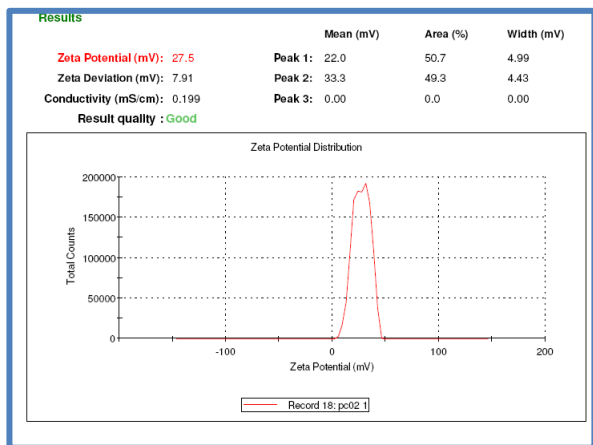 Results
Mean (mV) Area (%) Width (mV)
Zeta Potential (mV): 27.5 Peak 1: 22.0 50.7 4.99
Zeta Deviation (mV): 7.91 Peak 2: 33.3 49.3 4.43
Conductivity (mS/cm): 0.199 Peak 3: 0.00 0.0 0.00
Result quality : Good
Zeta Potential Distribution
200000
150000
100000
50000
0
Total Counts
-100 0 100 200
Zeta Potential (mV)
Record 18: pc02 1